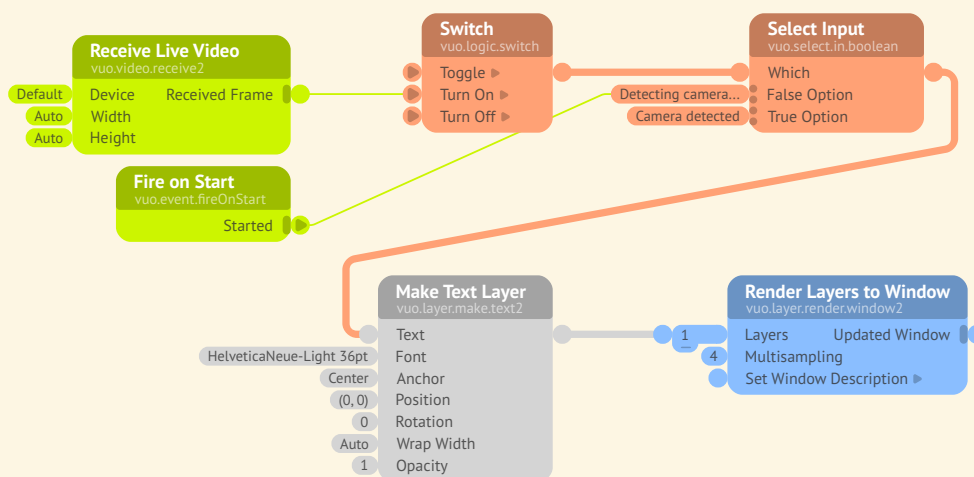 Receive Live Video
vuo.video.receive2
Default Device Received Frame
Auto Width
Auto Height
Switch
vuo.logic.switch
Toggle
Turn On
Turn Off
Select Input
vuo.select.in.boolean
Which
Detecting camera... False Option
Camera detected True Option
Fire on Start
vuo.event.fireOnStart
Started
Make Text Layer
vuo.layer.make.text2
Text
HelveticaNeue-Light 36pt Font
Center Anchor
(0, 0) Position
0 Rotation
Auto Wrap Width
1 Opacity
Render Layers to Window
vuo.layer.render.window2
1 Layers Updated Window
4 Multisampling
Set Window Description